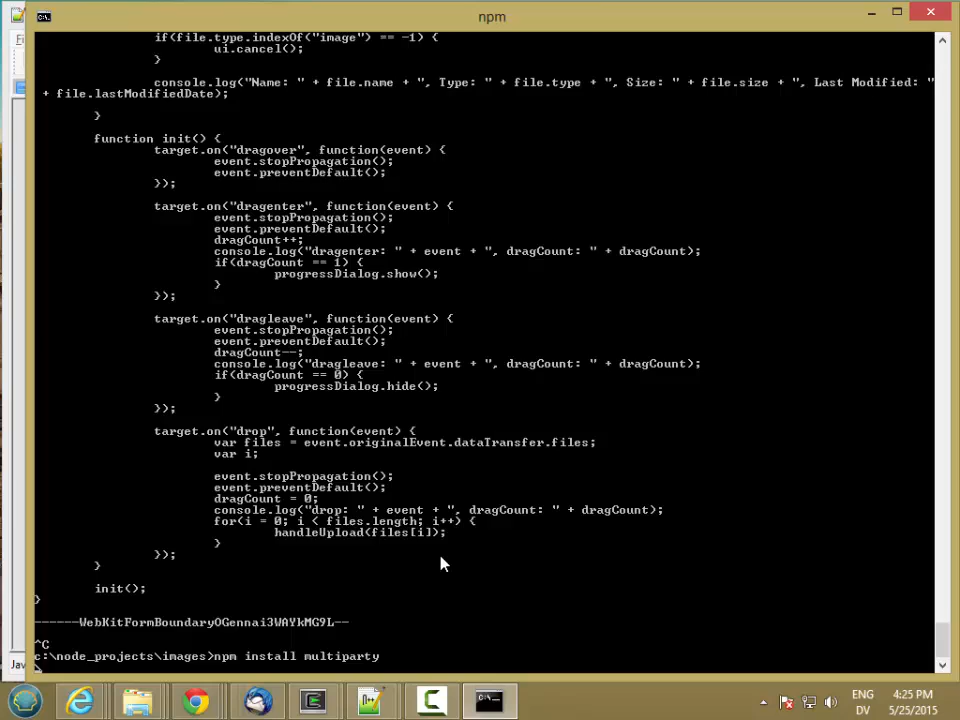 npm
if(file.type.indexOf("image") == -1) {
ui.cancel();
}
console.log("Name: " + file.name + ", Type: " + file.type + ", Size: " + file.size + ", Last Modified: "
+ file.lastModifiedDate);
}
function init() {
target.on("dragover", function(event) {
event.stopPropagation();
event.preventDefault();
});
target.on("dragenter", function(event) {
event.stopPropagation();
event.preventDefault();
dragCount++;
console.log("dragenter: " + event + ", dragCount: " + dragCount);
if(dragCount == 1) {
progressDialog.show();
}
});
target.on("dragleave", function(event) {
event.stopPropagation();
event.preventDefault();
dragCount--;
console.log("dragleave: " + event + ", dragCount: " + dragCount);
if(dragCount == 0) {
progressDialog.hide();
}
});
target.on("drop", function(event) {
var files = event.originalEvent.dataTransfer.files;
var i;
event.stopPropagation();
event.preventDefault();
dragCount = 0;
console.log("drop: " + event + ", dragCount: " + dragCount);
for(i = 0; i < files.length; i++) {
handleUpload(files[i]);
}
});
}
init();
}
------WebKitFormBoundaryOGennai3WAYkMG9L--
^C
c:\node_projects\images>npm install multiparty
\
Jav
ENG
DV
4:25 PM
5/25/2015